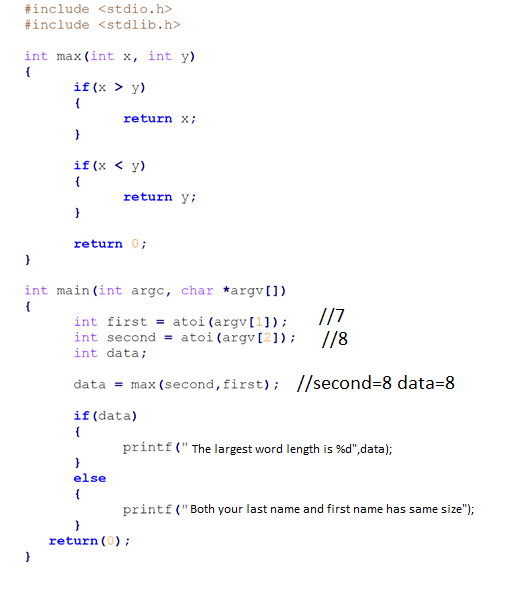 #include <stdio.h>
#include <stdlib.h>
int max(int x, int y)
{
if(x > y)
{
return x;
}
if(x < y)
{
return y;
}
return 0;
}
int main(int argc, char *argv[])
{
int first = atoi(argv[1]); //7
int second = atoi(argv[2]); //8
int data;
data = max(second,first); //second=8 data=8
if(data)
{
printf(" The largest word length is %d",data);
}
else
{
printf("Both your last name and first name has same size");
}
return(0);
}